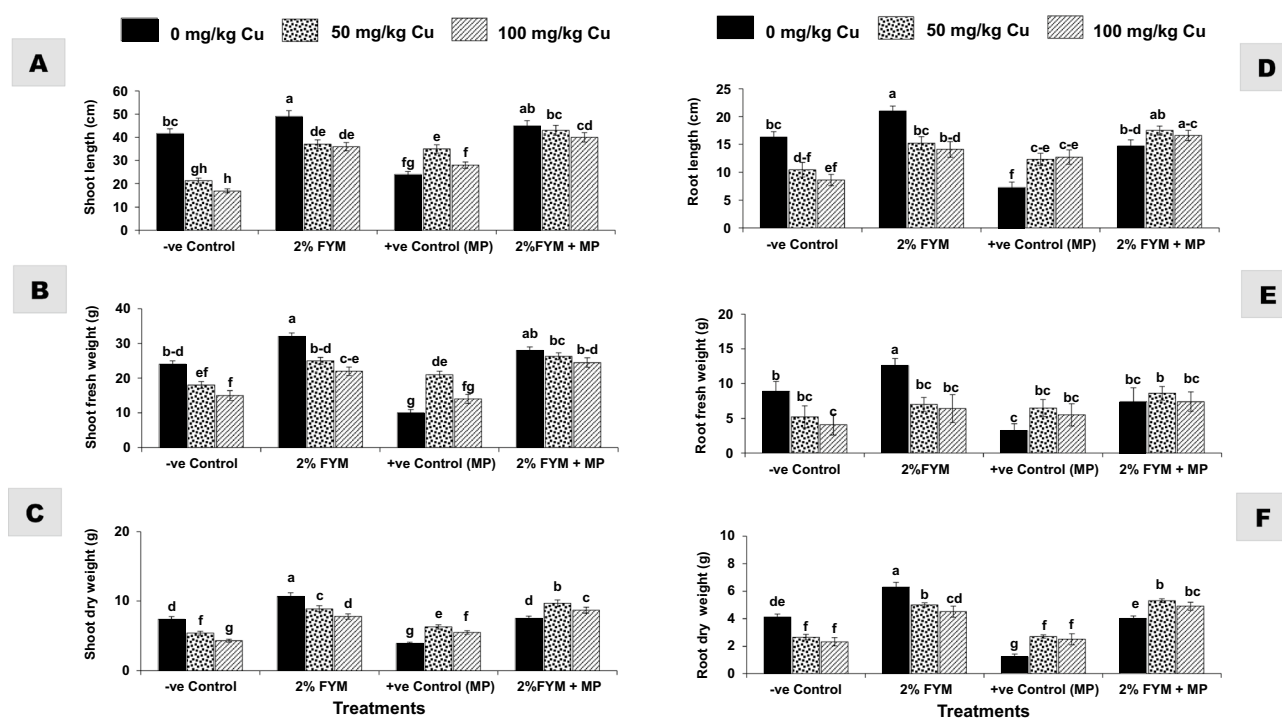 0 mg/kg Cu 50 mg/kg Cu 100 mg/kg Cu
A
Shoot length (cm)
60
50
40
30
20
10
0
bc gh h a de de fg e f ab bc cd
-ve Control 2% FYM +ve Control (MP) 2%FYM + MP
B
Shoot fresh weight (g)
40
30
20
10
0
b-d ef f a b-d c-e g de fg ab bc b-d
-ve Control 2% FYM +ve Control (MP) 2% FYM + MP
C
Shoot dry weight (g)
20
10
0
d f g a c d g e f d b c
-ve Control 2% FYM +ve Control (MP) 2%FYM + MP
Treatments
0 mg/kg Cu 50 mg/kg Cu 100 mg/kg Cu
D
Root length (cm)
25
20
15
10
5
0
bc d-f ef a bc b-d f c-e c-e b-d ab a-c
-ve Control 2% FYM +ve Control (MP) 2% FYM + MP
E
Root fresh weight (g)
20
15
10
5
0
b bc c a bc bc c bc bc bc b bc
-ve Control 2%FYM +ve Control (MP) 2% FYM + MP
F
Root dry weight (g)
10
8
6
4
2
0
de f f a b cd g f f e b bc
-ve Control 2% FYM +ve Control (MP) 2% FYM + MP
Treatments